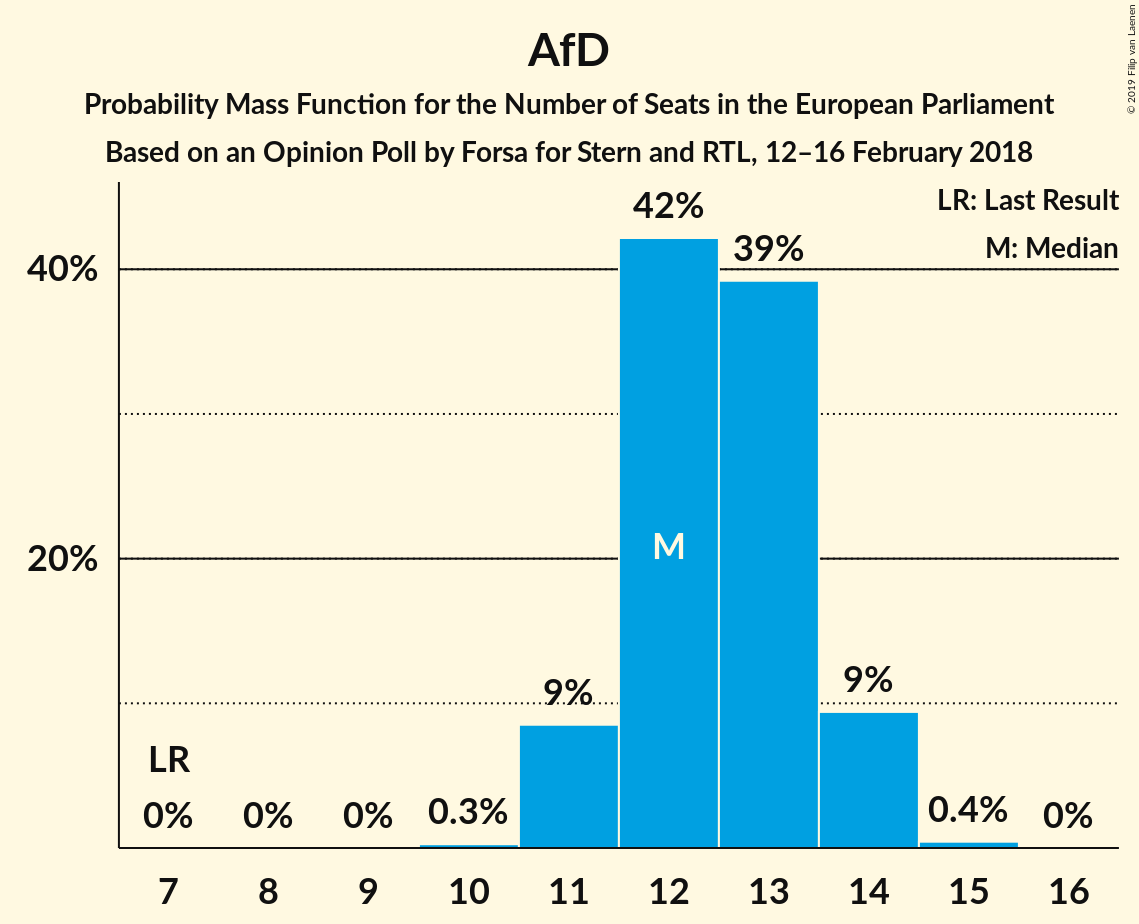 AfD
Probability Mass Function for the Number of Seats in the European Parliament
Based on an Opinion Poll by Forsa for Stern and RTL, 12–16 February 2018
© 2019 Filip van Laenen
LR: Last Result
M: Median
40%
20%
LR
0%
0%
0%
0.3%
9%
42%
39%
9%
0.4%
0%
M
7 8 9 10 11 12 13 14 15 16